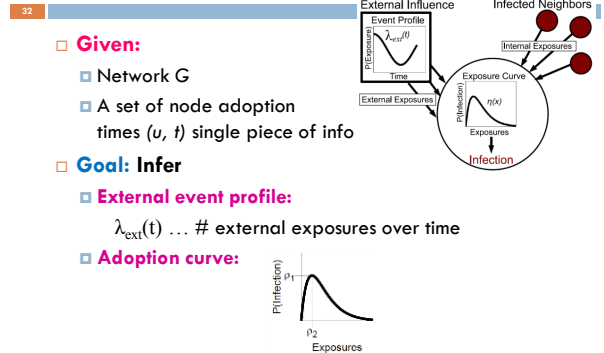 32
External Influence
Infected Neighbors
Event Profile
λext(t)
P(Exposure)
Time
Internal Exposures
External Exposures
Exposure Curve
P(Infection)
η(x)
Exposures
Infection
Given:
Network G
A set of node adoption
times (u, t) single piece of info
Goal: Infer
External event profile:
λext(t) … # external exposures over time
Adoption curve:
P(Infection)
ρ1
ρ2
Exposures